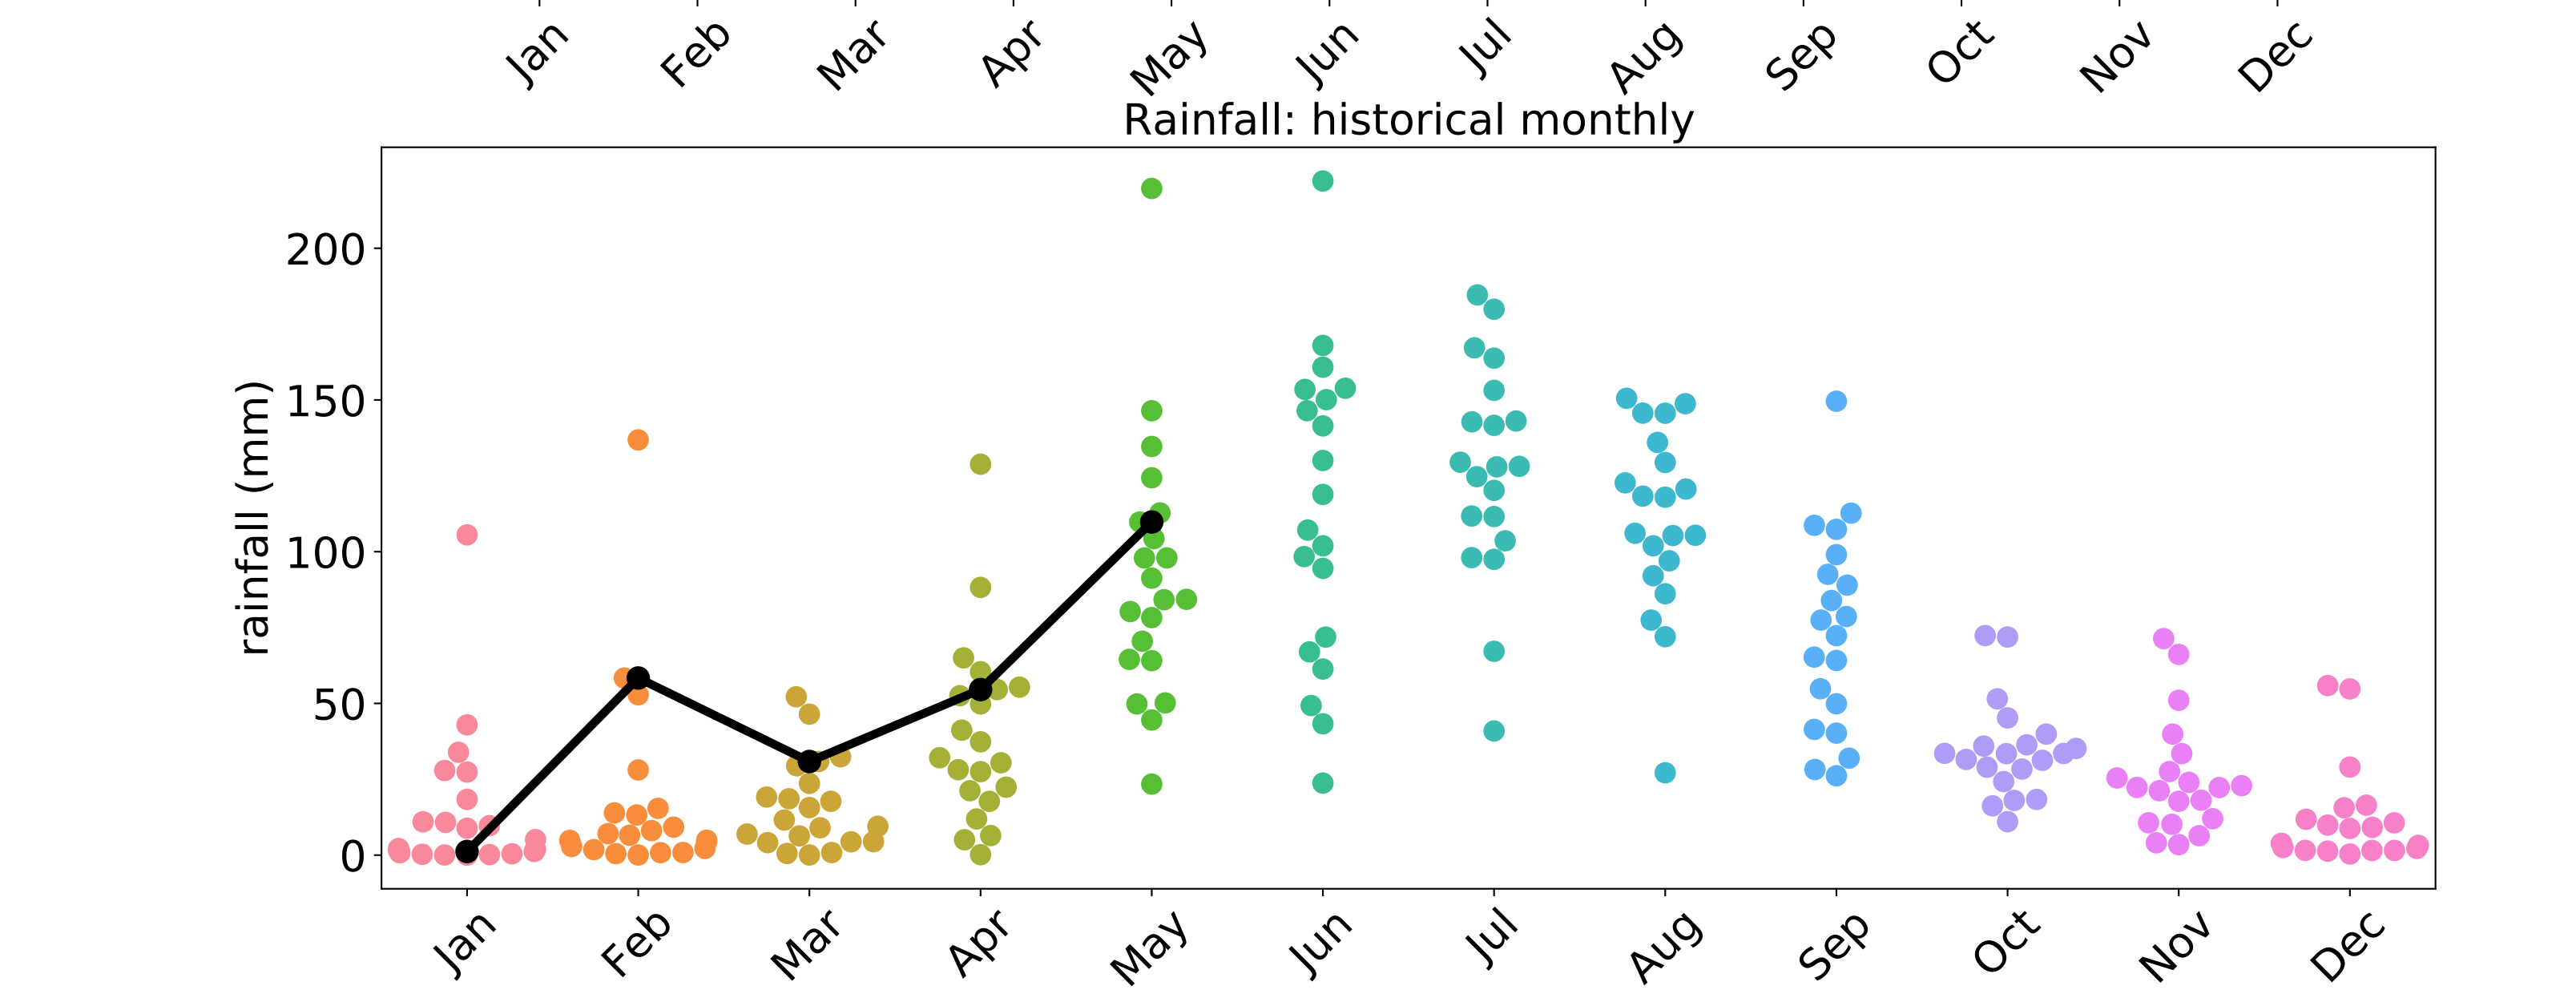 Jan Feb Mar Apr May Jun Jul Aug Sep Oct Nov Dec
Rainfall: historical monthly
rainfall (mm)
200
150
100
50
0
Jan Feb Mar Apr May Jun Jul Aug Sep Oct Nov Dec